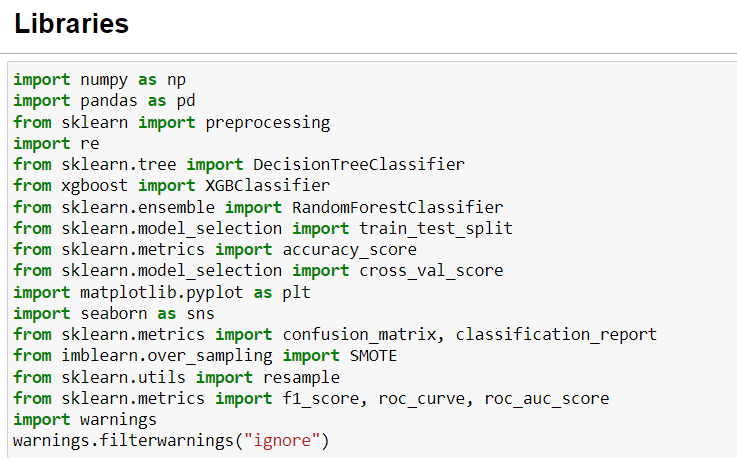 Libraries
import numpy as np
import pandas as pd
from sklearn import preprocessing
import re
from sklearn.tree import DecisionTreeClassifier
from xgboost import XGBClassifier
from sklearn.ensemble import RandomForestClassifier
from sklearn.model_selection import train_test_split
from sklearn.metrics import accuracy_score
from sklearn.model_selection import cross_val_score
import matplotlib.pyplot as plt
import seaborn as sns
from sklearn.metrics import confusion_matrix, classification_report
from imblearn.over_sampling import SMOTE
from sklearn.utils import resample
from sklearn.metrics import f1_score, roc_curve, roc_auc_score
import warnings
warnings.filterwarnings("ignore")